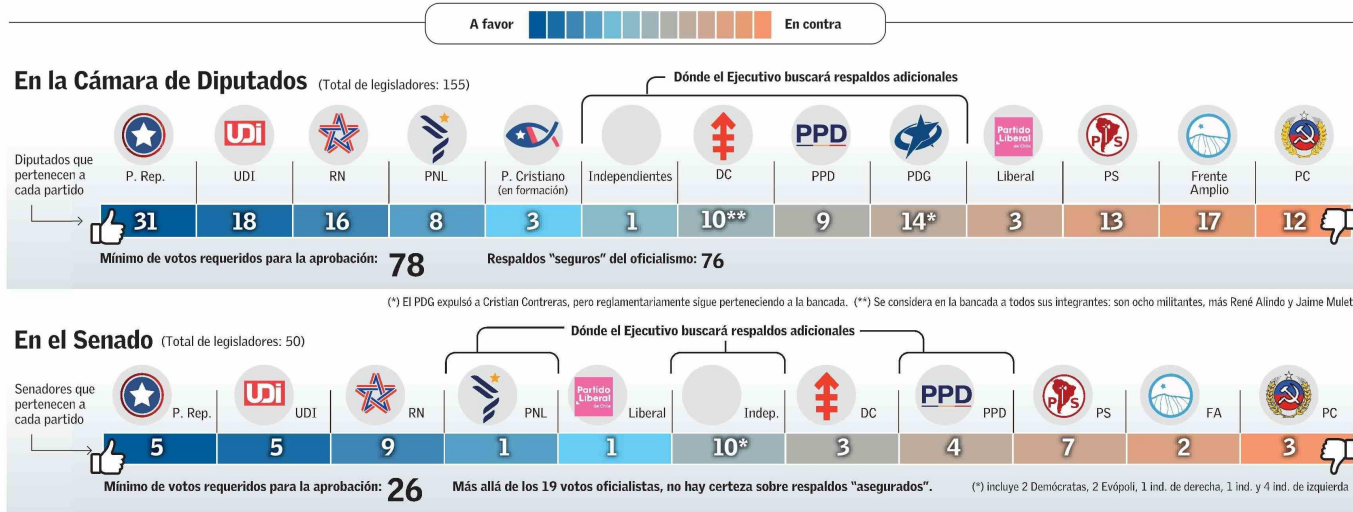 A favor
En contra
En la Cámara de Diputados (Total de legisladores: 155)
Dónde el Ejecutivo buscará respaldos adicionales
Diputados que
pertenecen a
cada partido
UDi
PPD
Partido
Liberal
de Chile
PS
P. Rep.
UDI
RN
PNL
P. Cristiano
(en formación)
Independientes
DC
PPD
PDG
Liberal
PS
Frente
Amplio
PC
31 18 16 8 3 1 10** 9 14* 3 13 17 12
Mínimo de votos requeridos para la aprobación: 78
Respaldos "seguros" del oficialismo: 76
(*) El PDG expulsó a Cristian Contreras, pero reglamentariamente sigue perteneciendo a la bancada. (**) Se considera en la bancada a todos sus integrantes: son ocho militantes, más René Alindo y Jaime Mulet
En el Senado (Total de legisladores: 50)
Dónde el Ejecutivo buscará respaldos adicionales
Senadores que
pertenecen a
cada partido
UDi
Partido
Liberal
de Chile
PPD
PS
P. Rep.
UDI
RN
PNL
Liberal
Indep.
DC
PPD
PS
FA
PC
5 5 9 1 1 10* 3 4 7 2 3
Mínimo de votos requeridos para la aprobación: 26
Más allá de los 19 votos oficialistas, no hay certeza sobre respaldos "asegurados".
(*) incluye 2 Demócratas, 2 Evópoli, 1 ind. de derecha, 1 ind. y 4 ind. de izquierda